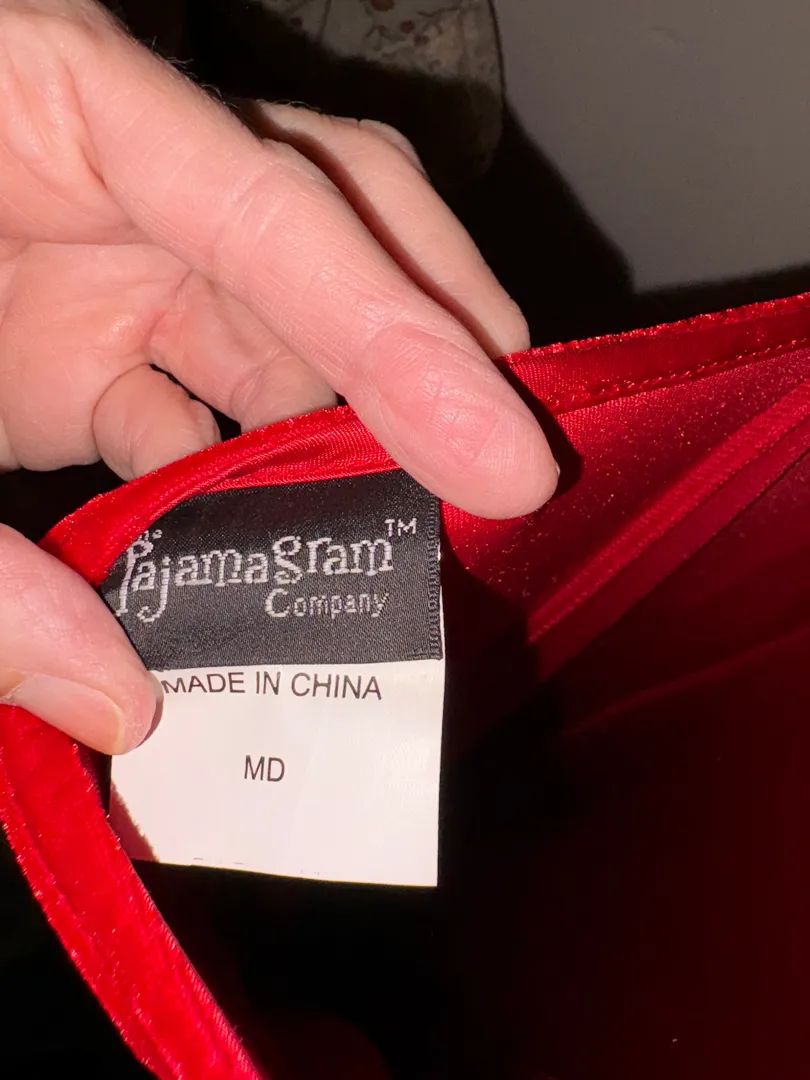 The
PajamaGram™
Company
MADE IN CHINA
MD